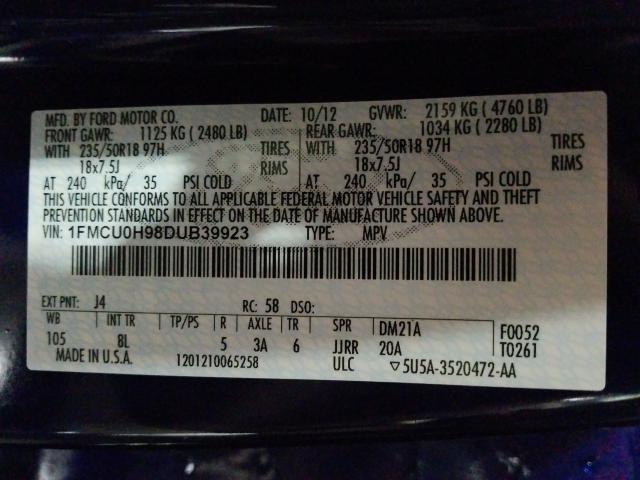 MFD. BY FORD MOTOR CO. DATE: 10/12 GVWR: 2159 KG ( 4760 LB)
FRONT GAWR: 1125 KG ( 2480 LB) REAR GAWR: 1034 KG ( 2280 LB)
WITH 235/50R18 97H TIRES WITH 235/50R18 97H TIRES
18x7.5J RIMS 18x7.5J RIMS
AT 240 kPa/ 35 PSI COLD AT 240 kPa/ 35 PSI COLD
THIS VEHICLE CONFORMS TO ALL APPLICABLE FEDERAL MOTOR VEHICLE SAFETY AND THEFT
PREVENTION STANDARDS IN EFFECT ON THE DATE OF MANUFACTURE SHOWN ABOVE.
VIN: 1FMCU0H98DUB39923 TYPE: MPV
EXT PNT: J4 RC: 58 DSO:
WB INT TR TP/PS R AXLE TR SPR DM21A F0052
105 8L 5 3A 6 JJRR 20A T0261
MADE IN U.S.A. 1201210065258 ULC ▽5U5A-3520472-AA